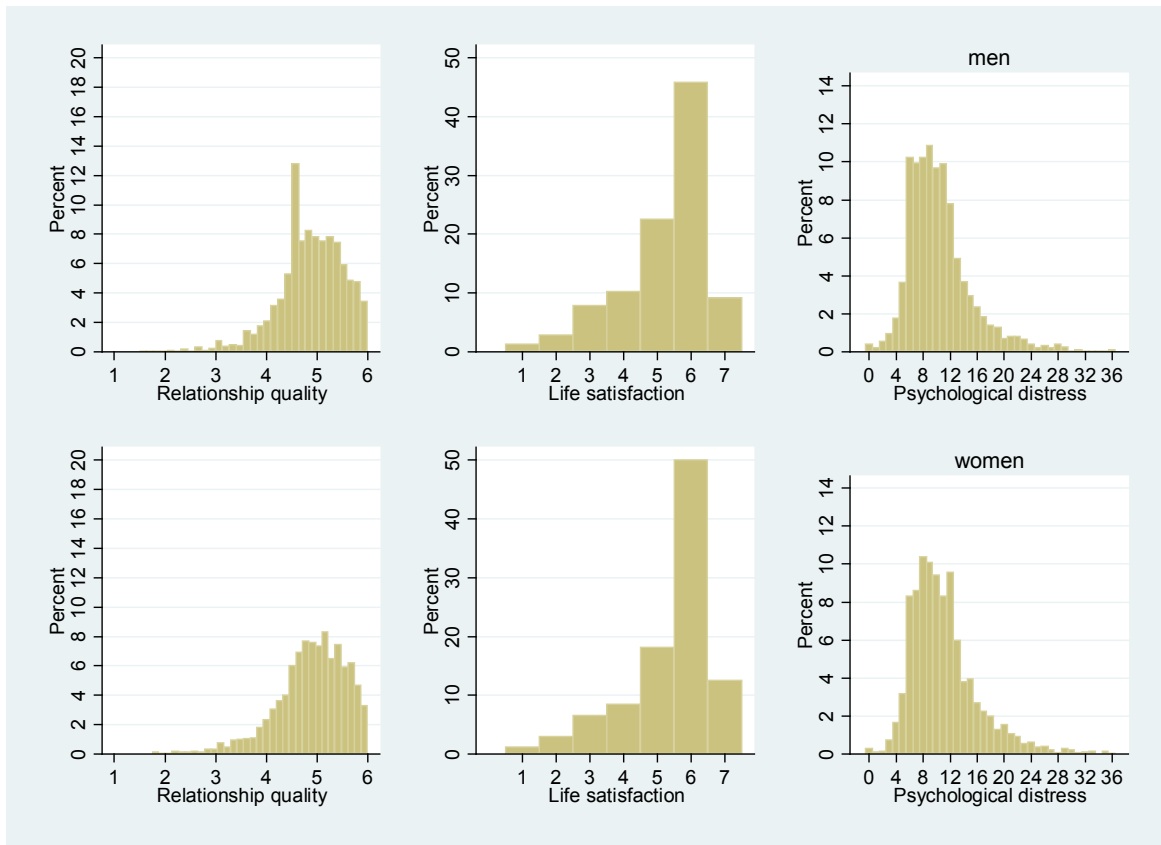 Percent
20
18
16
14
12
10
8
6
4
2
0
1 2 3 4 5 6
Relationship quality
Percent
50
40
30
20
10
0
1 2 3 4 5 6 7
Life satisfaction
men
Percent
14
12
10
8
6
4
2
0
0 4 8 12 16 20 24 28 32 36
Psychological distress
Percent
20
18
16
14
12
10
8
6
4
2
0
1 2 3 4 5 6
Relationship quality
Percent
50
40
30
20
10
0
1 2 3 4 5 6 7
Life satisfaction
women
Percent
14
12
10
8
6
4
2
0
0 4 8 12 16 20 24 28 32 36
Psychological distress